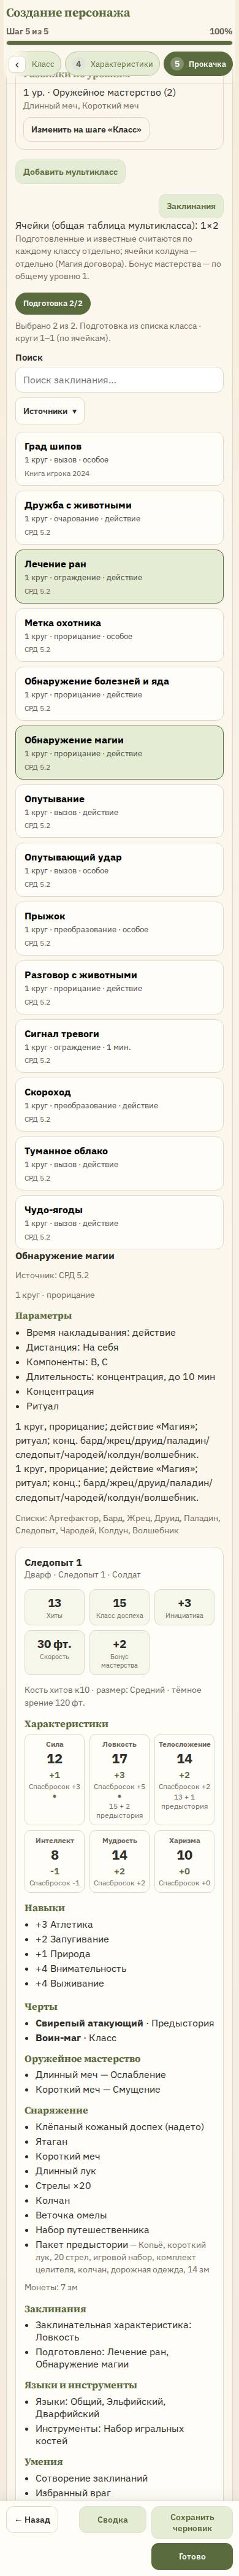 Создание персонажа
Шаг 5 из 5
100%
‹
Класс
4 Характеристики
5 Прокачка
1 ур. · Оружейное мастерство (2)
Длинный меч, Короткий меч
Изменить на шаге «Класс»
Добавить мультикласс
Заклинания
Ячейки (общая таблица мультикласса): 1×2
Подготовленные и известные считаются по
каждому классу отдельно; ячейки колдуна —
отдельно (Магия договора). Бонус мастерства — по
общему уровню 1.
Подготовка 2/2
Выбрано 2 из 2. Подготовка из списка класса ·
круги 1–1 (по ячейкам).
Поиск
Поиск заклинания...
Источники ▾
Град шипов
1 круг · вызов · особое
Книга игрока 2024
Дружба с животными
1 круг · очарование · действие
СРД 5.2
Лечение ран
1 круг · ограждение · действие
СРД 5.2
Метка охотника
1 круг · прорицание · особое
СРД 5.2
Обнаружение болезней и яда
1 круг · прорицание · действие
СРД 5.2
Обнаружение магии
1 круг · прорицание · действие
СРД 5.2
Опутывание
1 круг · вызов · действие
СРД 5.2
Опутывающий удар
1 круг · вызов · особое
СРД 5.2
Прыжок
1 круг · преобразование · особое
СРД 5.2
Разговор с животными
1 круг · прорицание · действие
СРД 5.2
Сигнал тревоги
1 круг · ограждение · 1 мин.
СРД 5.2
Скороход
1 круг · преобразование · действие
СРД 5.2
Туманное облако
1 круг · вызов · действие
СРД 5.2
Чудо-ягоды
1 круг · вызов · действие
СРД 5.2
Обнаружение магии
Источник: СРД 5.2
1 круг · прорицание
Параметры
• Время накладывания: действие
• Дистанция: На себя
• Компоненты: В, С
• Длительность: концентрация, до 10 мин
• Концентрация
• Ритуал
1 круг, прорицание; действие «Магия»;
ритуал; конц. бард/жрец/друид/паладин/
следопыт/чародей/колдун/волшебник.
1 круг, прорицание; действие «Магия»;
ритуал; конц.; бард/жрец/друид/паладин/
следопыт/чародей/колдун/волшебник.
Списки: Артефактор, Бард, Жрец, Друид, Паладин,
Следопыт, Чародей, Колдун, Волшебник
Следопыт 1
Дварф · Следопыт 1 · Солдат
13
Хиты
15
Класс доспеха
+3
Инициатива
30 фт.
Скорость
+2
Бонус
мастерства
Кость хитов к10 · размер: Средний · тёмное
зрение 120 фт.
Характеристики
Сила
12
+1
Спасбросок +3
•
Ловкость
17
+3
Спасбросок +5
•
15 + 2
предыстория
Телосложение
14
+2
Спасбросок +2
13 + 1
предыстория
Интеллект
8
-1
Спасбросок -1
Мудрость
14
+2
Спасбросок +2
Харизма
10
+0
Спасбросок +0
Навыки
• +3 Атлетика
• +2 Запугивание
• +1 Природа
• +4 Внимательность
• +4 Выживание
Черты
• Свирепый атакующий · Предыстория
• Воин-маг · Класс
Оружейное мастерство
• Длинный меч — Ослабление
• Короткий меч — Смущение
Снаряжение
• Клёпаный кожаный доспех (надето)
• Ятаган
• Короткий меч
• Длинный лук
• Стрелы ×20
• Колчан
• Веточка омелы
• Набор путешественника
• Пакет предыстории — Копьё, короткий
лук, 20 стрел, игровой набор, комплект
целителя, колчан, дорожная одежда, 14 зм
Монеты: 7 зм
Заклинания
• Заклинательная характеристика:
Ловкость
• Подготовлено: Лечение ран,
Обнаружение магии
Языки и инструменты
• Языки: Общий, Эльфийский,
Дварфийский
• Инструменты: Набор игральных
костей
Умения
• Сотворение заклинаний
• Избранный враг
← Назад
Сводка
Сохранить
черновик
Готово